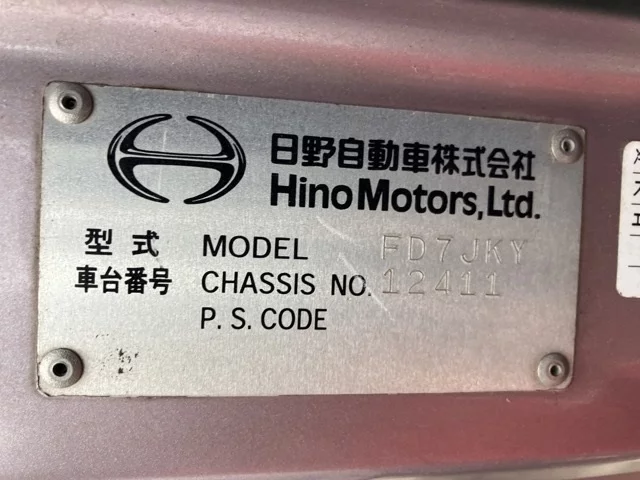 日野自動車株式会社
Hino Motors, Ltd.
型式 MODEL FD7JKY
車台番号 CHASSIS NO. 12411
P. S. CODE